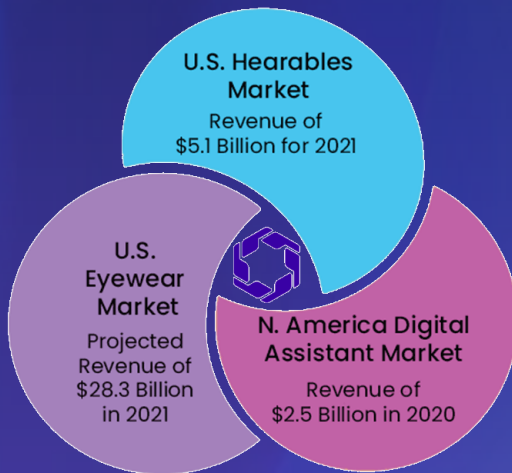 U.S. Hearables
Market
Revenue of
$5.1 Billion for 2021
U.S.
Eyewear
Market
Projected
Revenue of
$28.3 Billion
in 2021
N. America Digital
Assistant Market
Revenue of
$2.5 Billion in 2020